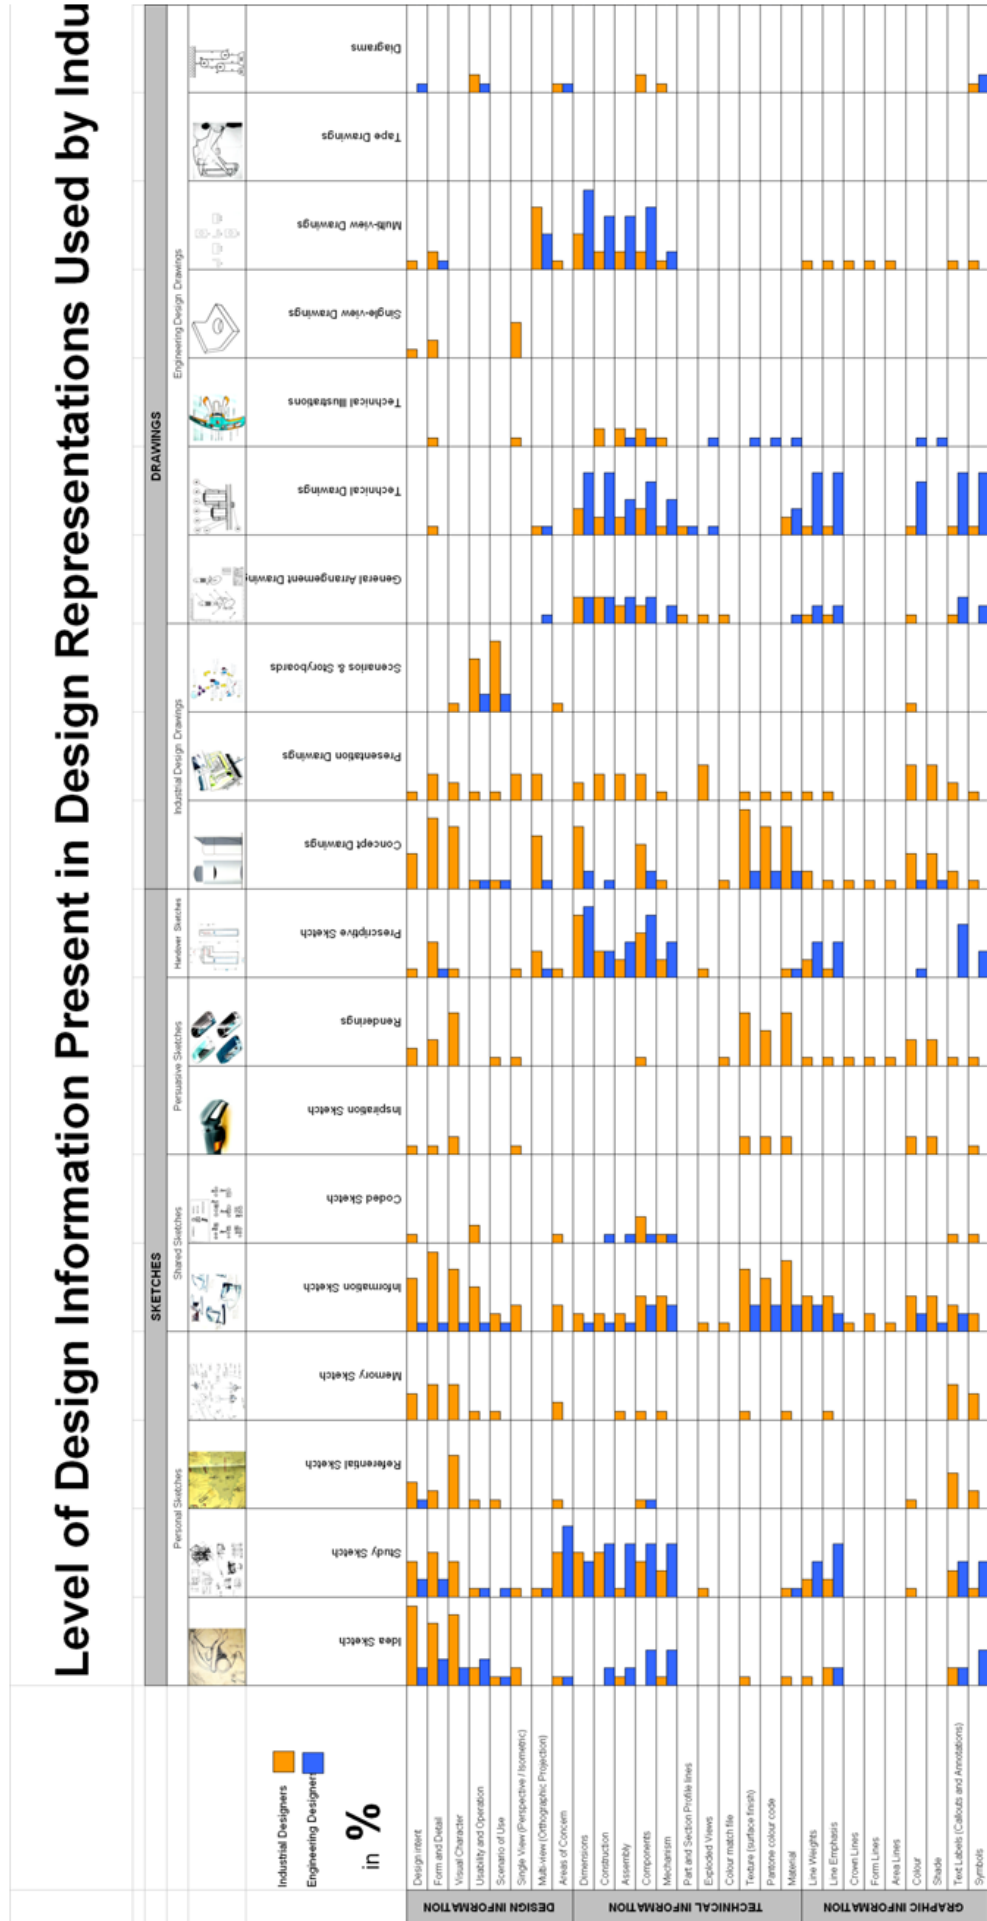 Level of Design Information Present in Design Representations Used by Indu
SKETCHES
DRAWINGS
Personal Sketches
Shared Sketches
Persuasive Sketches
Handover Sketches
Industrial Design Drawings
Engineering Design Drawings
Idea Sketch
Study Sketch
Referential Sketch
Memory Sketch
Information Sketch
Coded Sketch
Inspiration Sketch
Renderings
Prescriptive Sketch
Concept Drawings
Presentation Drawings
Scenarios & Storyboards
General Arrangement Drawin
Technical Drawings
Technical Illustrations
Single-view Drawings
Multi-view Drawings
Tape Drawings
Diagrams
Industrial Designers
Engineering Designers
in %
DESIGN INFORMATION
Design intent
Form and Detail
Visual Character
Usability and Operation
Scenario of Use
Single View (Perspective / Isometric)
Multi-view (Orthographic Projection)
Areas of Concern
TECHNICAL INFORMATION
Dimensions
Construction
Assembly
Components
Mechanism
Part and Section Profile lines
Exploded Views
Colour match file
Texture (surface finish)
Pantone colour code
Material
GRAPHIC INFORMATION
Line Weights
Line Emphasis
Crown Lines
Form Lines
Area Lines
Colour
Shade
Text Labels (Callouts and Annotations)
Symbols